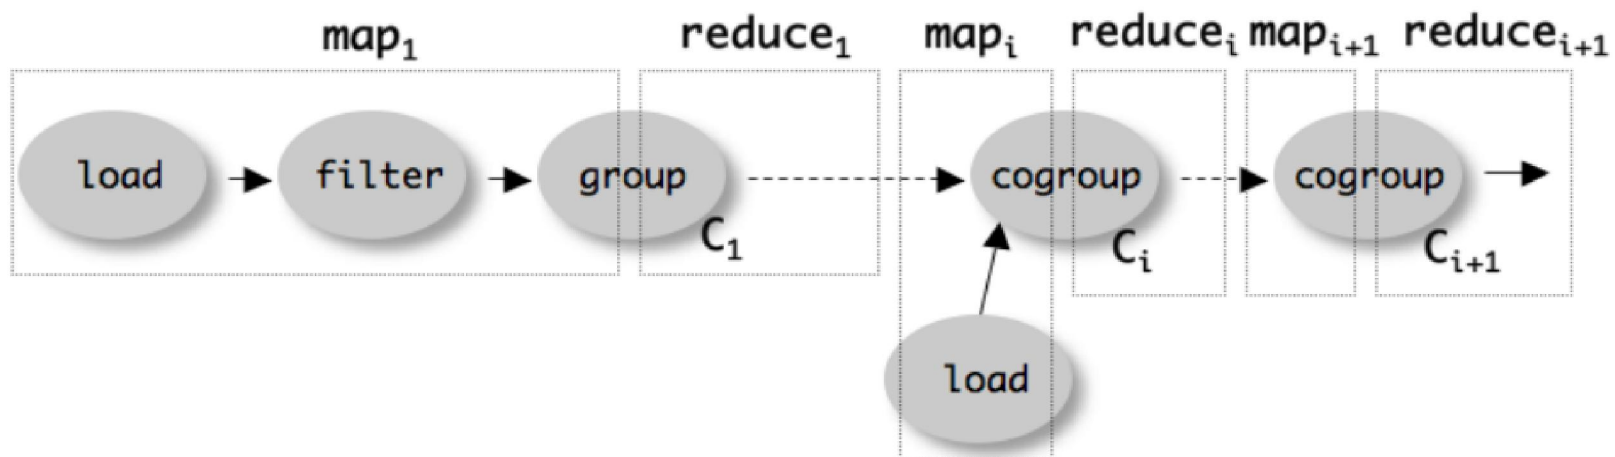 map₁ reduce₁ mapᵢ reduceᵢ mapᵢ₊₁ reduceᵢ₊₁
load filter group cogroup cogroup
C₁ Cᵢ Cᵢ₊₁
load